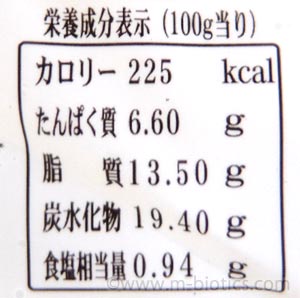 栄養成分表示(100g当り)
カロリー 225 kcal
たんぱく質 6.60 g
脂 質 13.50 g
炭水化物 19.40 g
食塩相当量 0.94 g
©www.m-biotics.com